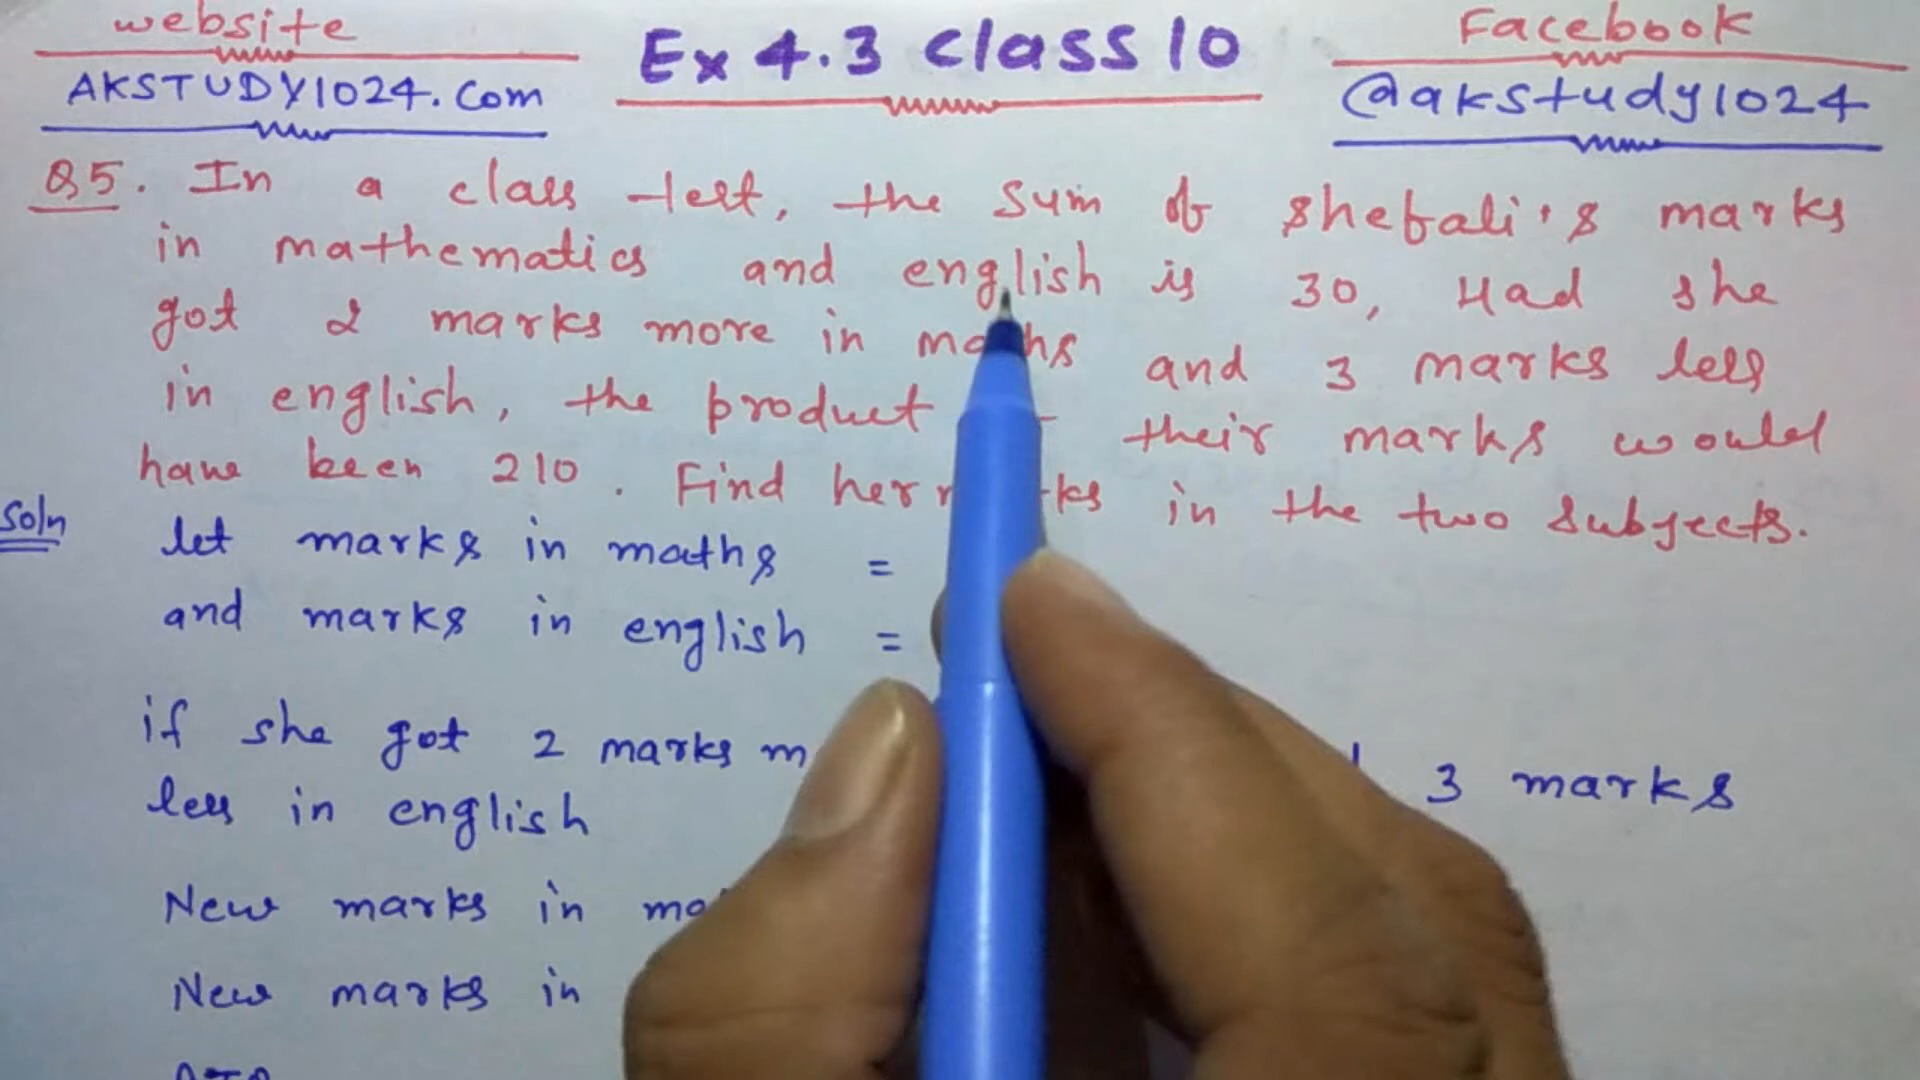 website
AKSTUDY1024.Com
Ex 4.3 Class 10
Facebook
@akstudy1024
Q5. In a class test, the sum of shefali's marks
in mathematics and english is 30, Had she
got 2 marks more in maths and 3 marks less
in english, the product their marks would
have been 210. Find her in the two subjects.
Soln
let marks in maths =
and marks in english =
if she got 2 marks 3 marks
less in english
New marks in
New marks in